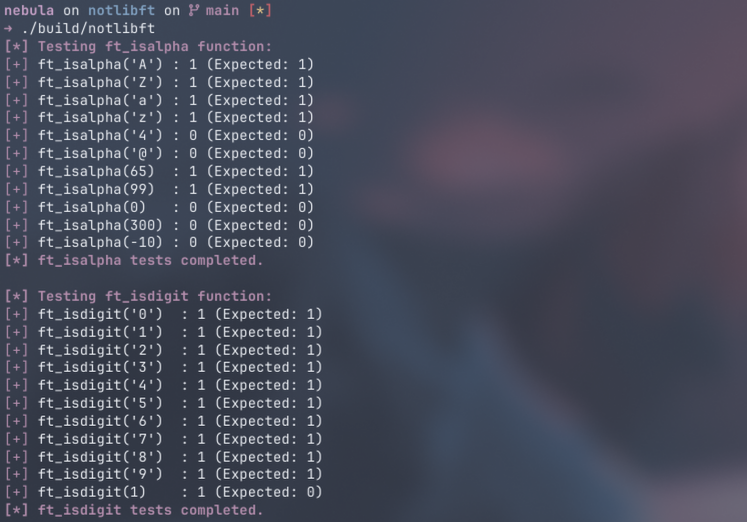 nebula on notlibft on main [*]
→ ./build/notlibft
[*] Testing ft_isalpha function:
[+] ft_isalpha('A') : 1 (Expected: 1)
[+] ft_isalpha('Z') : 1 (Expected: 1)
[+] ft_isalpha('a') : 1 (Expected: 1)
[+] ft_isalpha('z') : 1 (Expected: 1)
[+] ft_isalpha('4') : 0 (Expected: 0)
[+] ft_isalpha('@') : 0 (Expected: 0)
[+] ft_isalpha(65)  : 1 (Expected: 1)
[+] ft_isalpha(99)  : 1 (Expected: 1)
[+] ft_isalpha(0)   : 0 (Expected: 0)
[+] ft_isalpha(300) : 0 (Expected: 0)
[+] ft_isalpha(-10) : 0 (Expected: 0)
[*] ft_isalpha tests completed.

[*] Testing ft_isdigit function:
[+] ft_isdigit('0')  : 1 (Expected: 1)
[+] ft_isdigit('1')  : 1 (Expected: 1)
[+] ft_isdigit('2')  : 1 (Expected: 1)
[+] ft_isdigit('3')  : 1 (Expected: 1)
[+] ft_isdigit('4')  : 1 (Expected: 1)
[+] ft_isdigit('5')  : 1 (Expected: 1)
[+] ft_isdigit('6')  : 1 (Expected: 1)
[+] ft_isdigit('7')  : 1 (Expected: 1)
[+] ft_isdigit('8')  : 1 (Expected: 1)
[+] ft_isdigit('9')  : 1 (Expected: 1)
[+] ft_isdigit(1)    : 1 (Expected: 0)
[*] ft_isdigit tests completed.